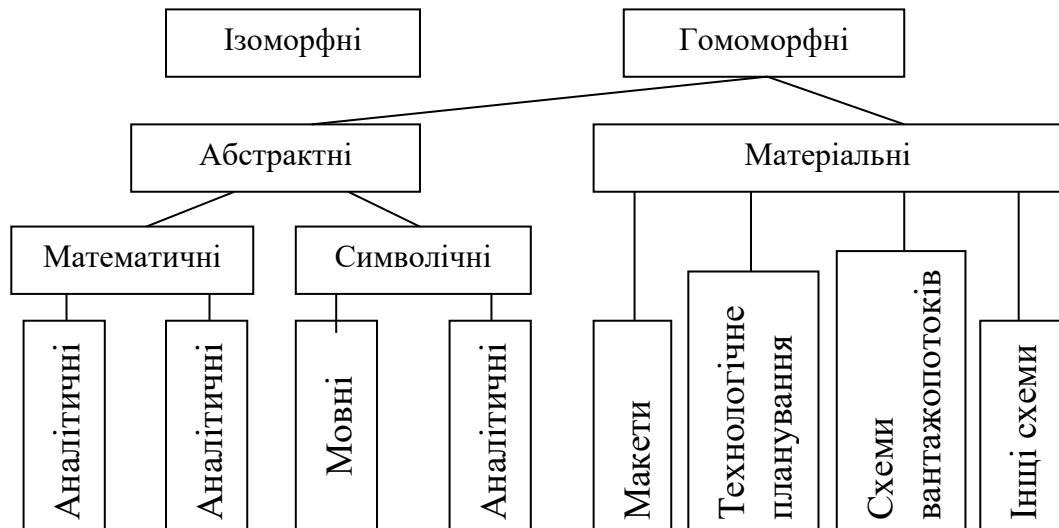 Ізоморфні
Гомоморфні
Абстрактні
Матеріальні
Математичні
Символічні
Аналітичні
Аналітичні
Мовні
Аналітичні
Макети
Технологічне
планування
Схеми
вантажопотоків
Інщі схеми